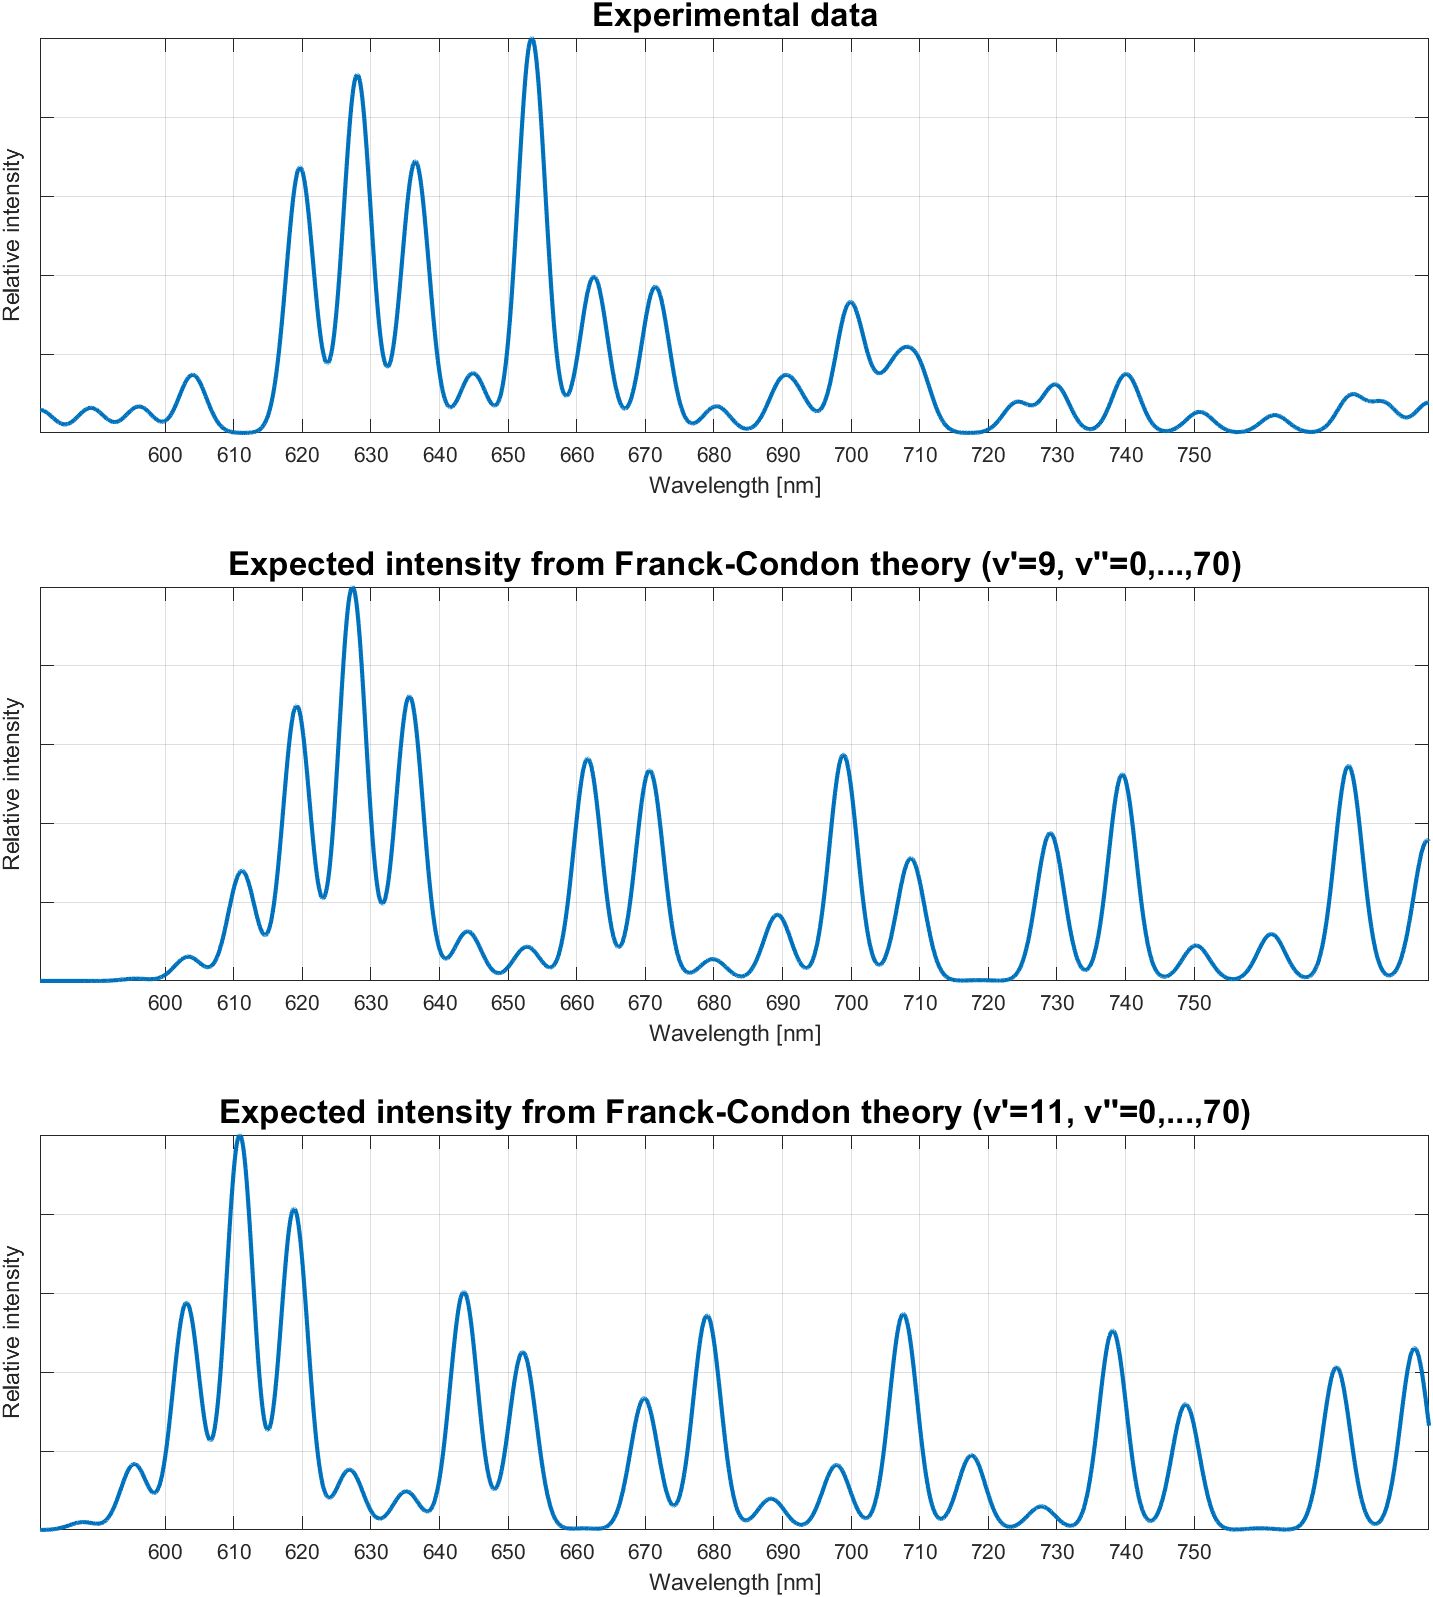 Experimental data
Relative intensity
600 610 620 630 640 650 660 670 680 690 700 710 720 730 740 750
Wavelength [nm]
Expected intensity from Franck-Condon theory (v'=9, v''=0,...,70)
Relative intensity
600 610 620 630 640 650 660 670 680 690 700 710 720 730 740 750
Wavelength [nm]
Expected intensity from Franck-Condon theory (v'=11, v''=0,...,70)
Relative intensity
600 610 620 630 640 650 660 670 680 690 700 710 720 730 740 750
Wavelength [nm]